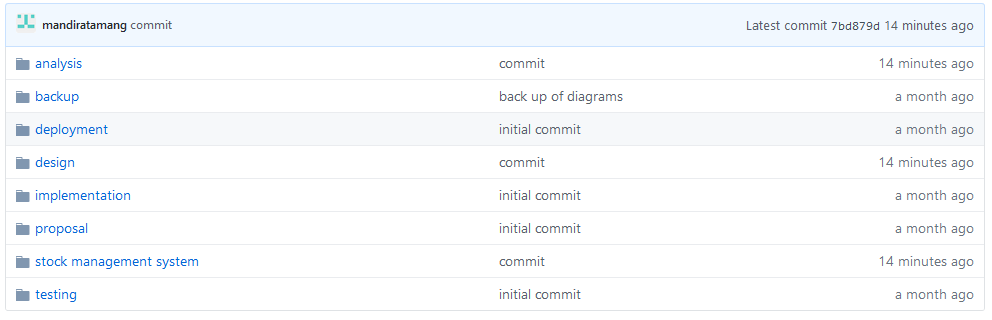 mandiratamang commit Latest commit 7bd879d 14 minutes ago
analysis commit 14 minutes ago
backup back up of diagrams a month ago
deployment initial commit a month ago
design commit 14 minutes ago
implementation initial commit a month ago
proposal initial commit a month ago
stock management system commit 14 minutes ago
testing initial commit a month ago